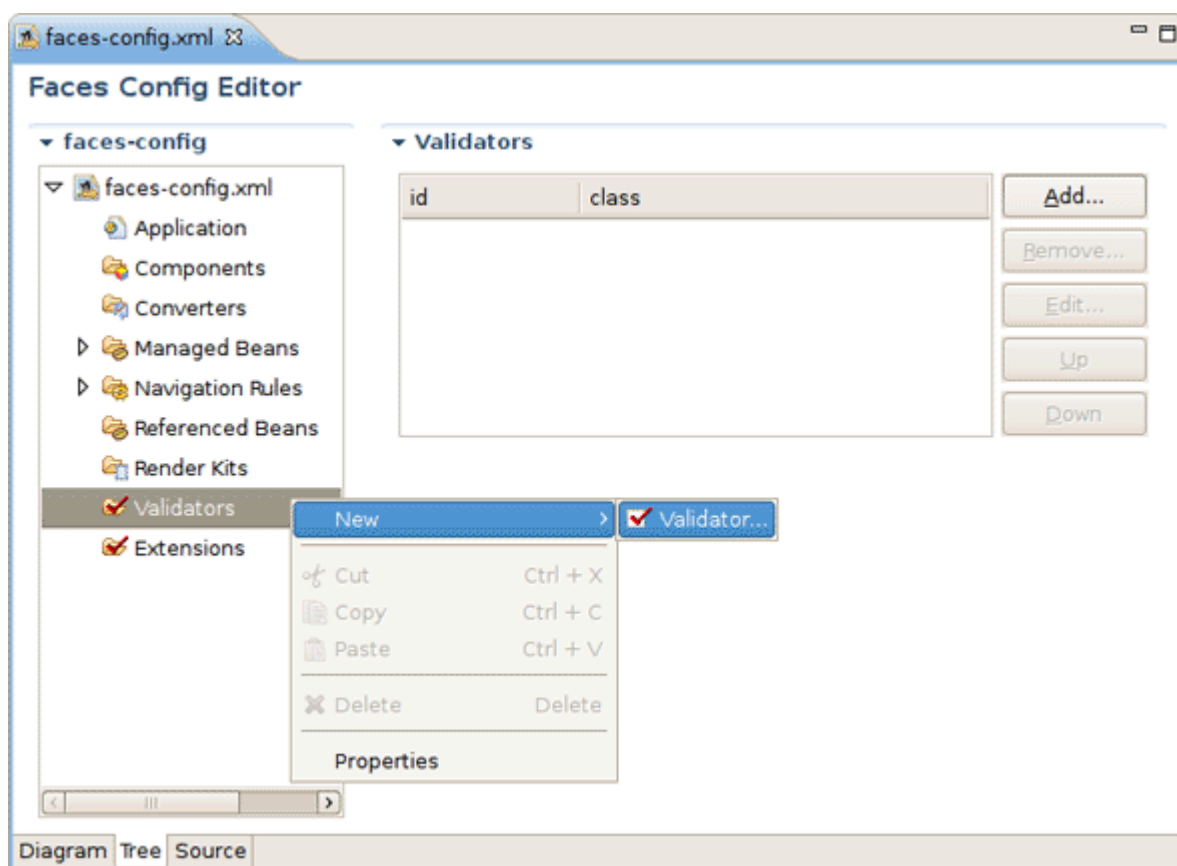 faces-config.xml
Faces Config Editor
faces-config
faces-config.xml
Application
Components
Converters
Managed Beans
Navigation Rules
Referenced Beans
Render Kits
Validators
Extensions
Validators
id class
Add...
Remove...
Edit...
Up
Down
New
Validator...
Cut Ctrl + X
Copy Ctrl + C
Paste Ctrl + V
Delete Delete
Properties
Diagram Tree Source